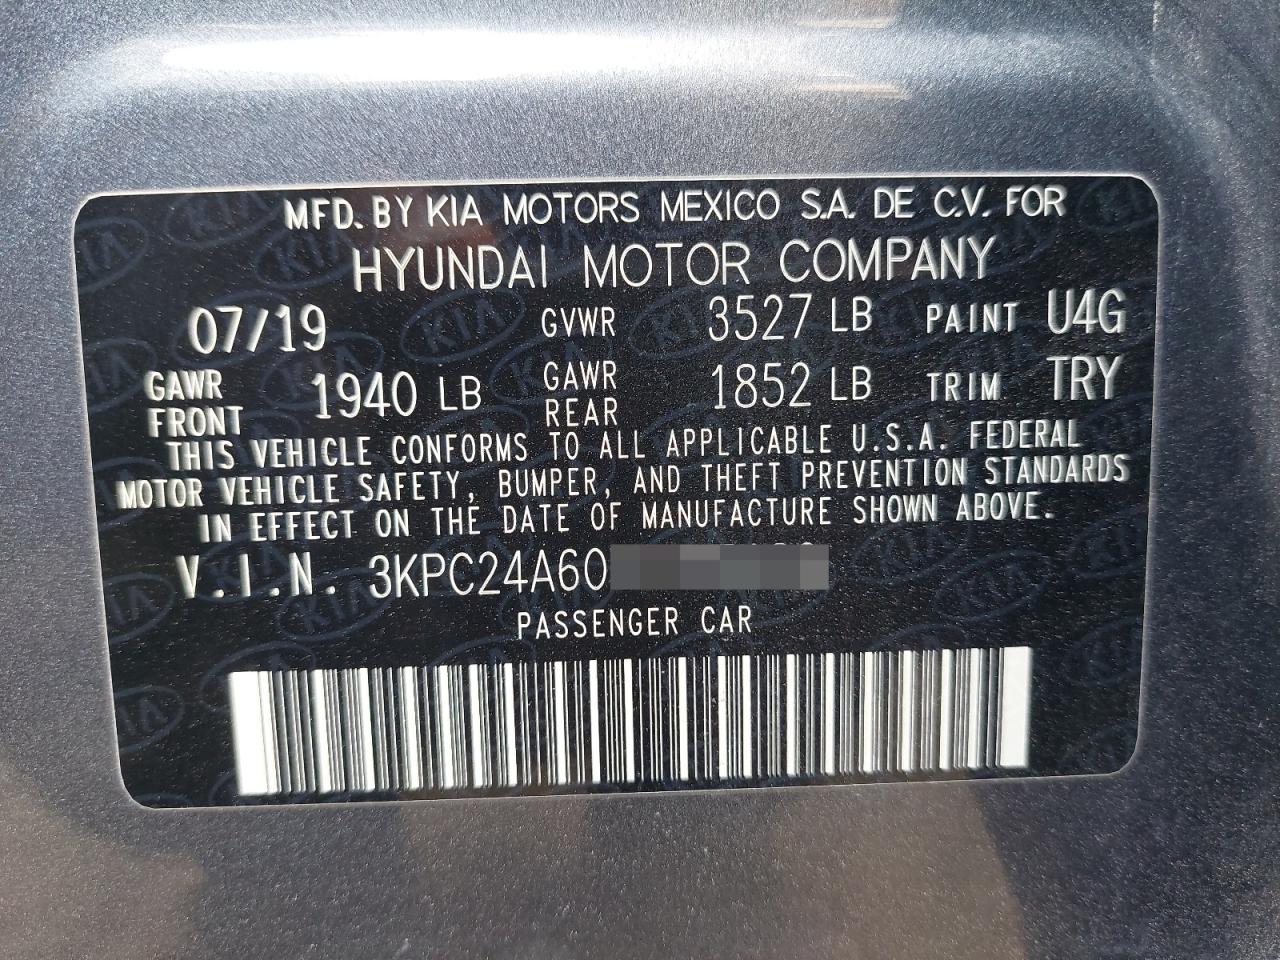 MFD. BY KIA MOTORS MEXICO S.A. DE C.V. FOR
HYUNDAI MOTOR COMPANY
07/19 GVWR 3527 LB PAINT U4G
GAWR FRONT 1940 LB GAWR REAR 1852 LB TRIM TRY
THIS VEHICLE CONFORMS TO ALL APPLICABLE U.S.A. FEDERAL
MOTOR VEHICLE SAFETY, BUMPER, AND THEFT PREVENTION STANDARDS
IN EFFECT ON THE DATE OF MANUFACTURE SHOWN ABOVE.
V.I.N. 3KPC24A60
PASSENGER CAR